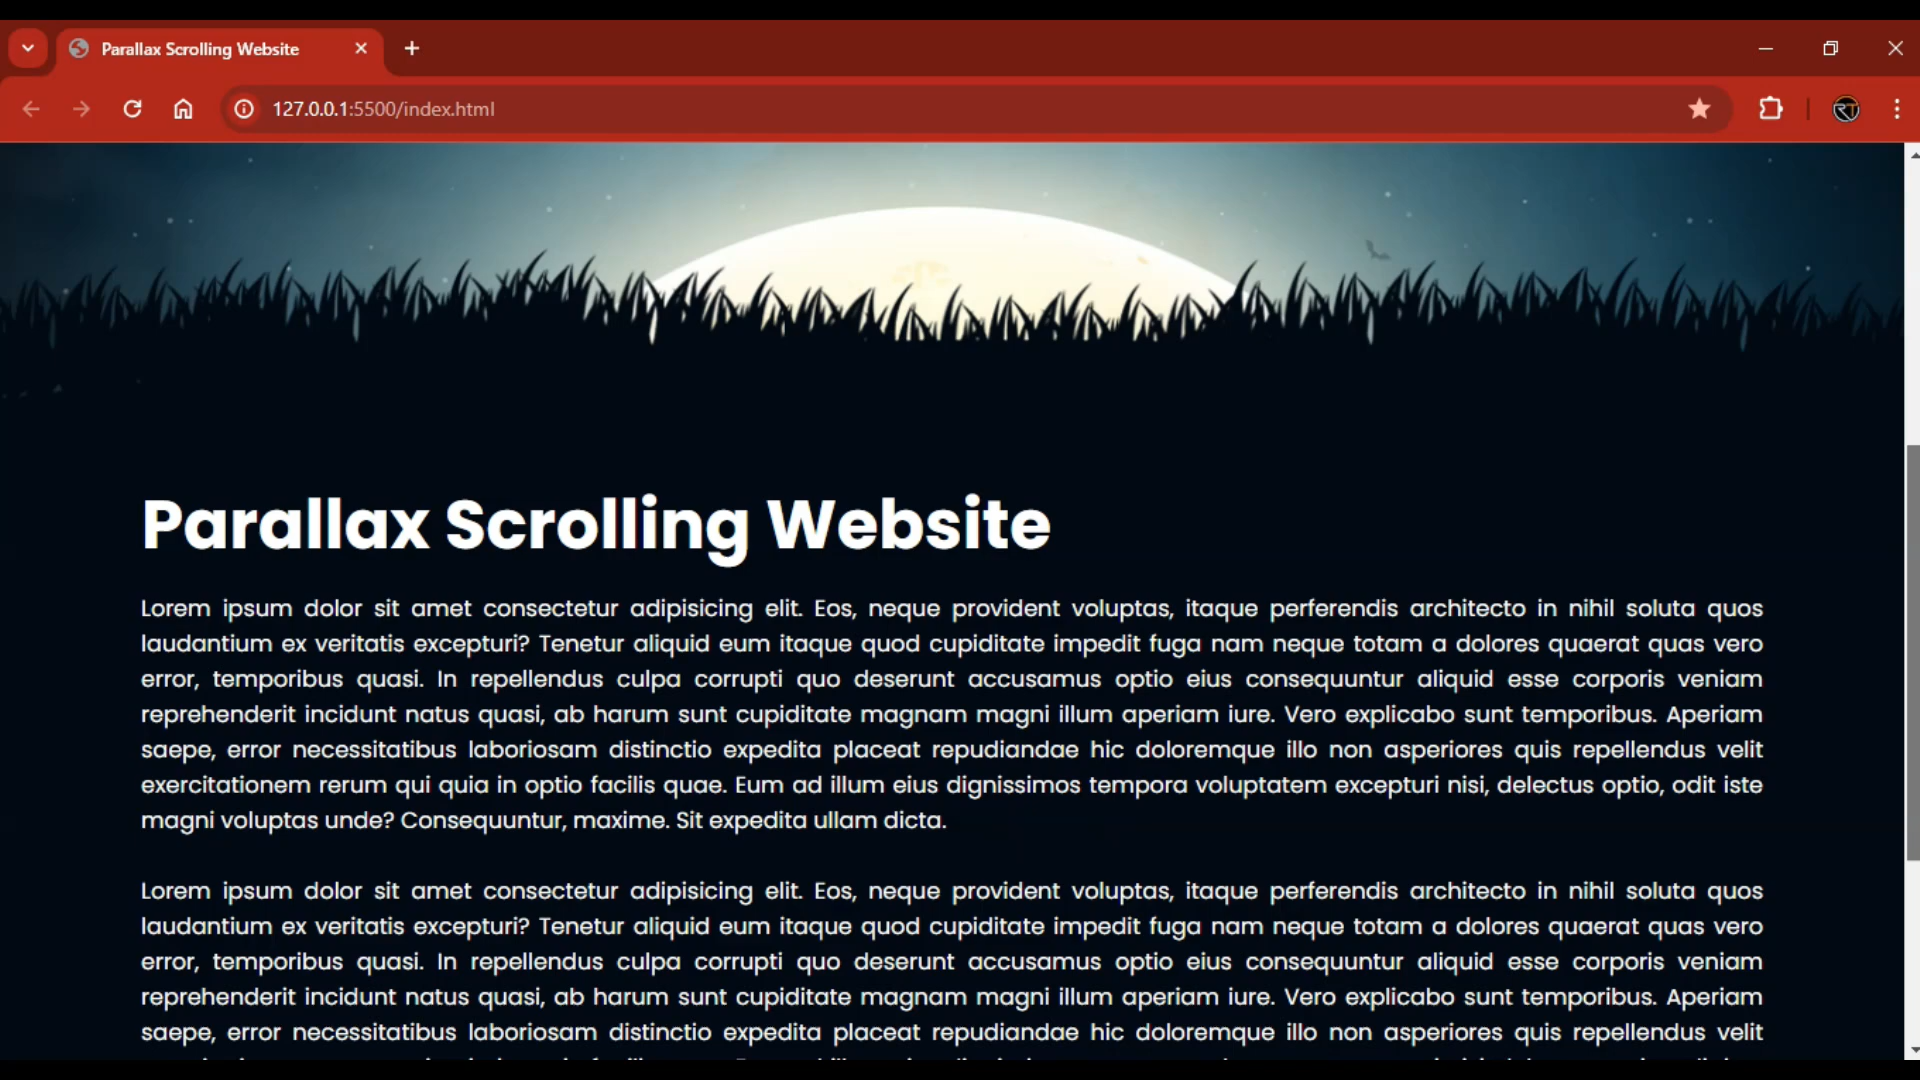 Parallax Scrolling Website
127.0.0.1:5500/index.html
RT
Parallax Scrolling Website
Lorem ipsum dolor sit amet consectetur adipisicing elit. Eos, neque provident voluptas, itaque perferendis architecto in nihil soluta quos
laudantium ex veritatis excepturi? Tenetur aliquid eum itaque quod cupiditate impedit fuga nam neque totam a dolores quaerat quas vero
error, temporibus quasi. In repellendus culpa corrupti quo deserunt accusamus optio eius consequuntur aliquid esse corporis veniam
reprehenderit incidunt natus quasi, ab harum sunt cupiditate magnam magni illum aperiam iure. Vero explicabo sunt temporibus. Aperiam
saepe, error necessitatibus laboriosam distinctio expedita placeat repudiandae hic doloremque illo non asperiores quis repellendus velit
exercitationem rerum qui quia in optio facilis quae. Eum ad illum eius dignissimos tempora voluptatem excepturi nisi, delectus optio, odit iste
magni voluptas unde? Consequuntur, maxime. Sit expedita ullam dicta.
Lorem ipsum dolor sit amet consectetur adipisicing elit. Eos, neque provident voluptas, itaque perferendis architecto in nihil soluta quos
laudantium ex veritatis excepturi? Tenetur aliquid eum itaque quod cupiditate impedit fuga nam neque totam a dolores quaerat quas vero
error, temporibus quasi. In repellendus culpa corrupti quo deserunt accusamus optio eius consequuntur aliquid esse corporis veniam
reprehenderit incidunt natus quasi, ab harum sunt cupiditate magnam magni illum aperiam iure. Vero explicabo sunt temporibus. Aperiam
saepe, error necessitatibus laboriosam distinctio expedita placeat repudiandae hic doloremque illo non asperiores quis repellendus velit